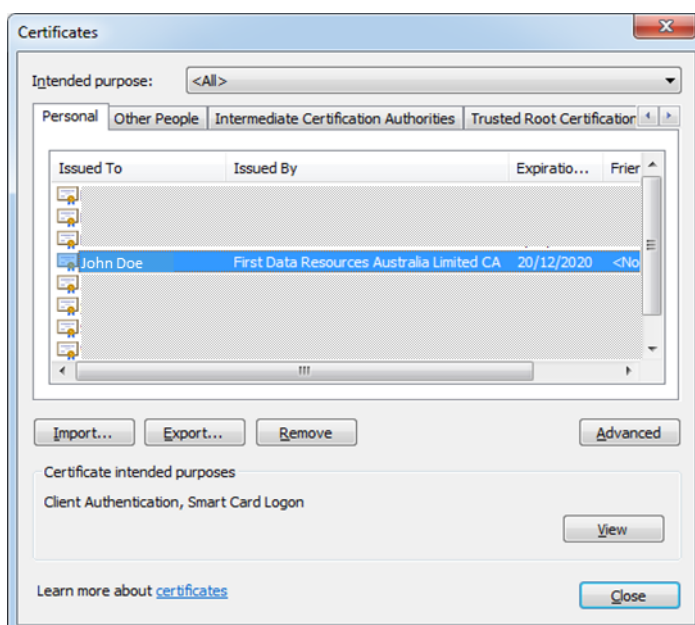 Certificates
Intended purpose: <All>
Personal Other People Intermediate Certification Authorities Trusted Root Certification
Issued To Issued By Expiratio... Frier
John Doe First Data Resources Australia Limited CA 20/12/2020 <No
Import... Export... Remove Advanced
Certificate intended purposes
Client Authentication, Smart Card Logon
View
Learn more about certificates
Close